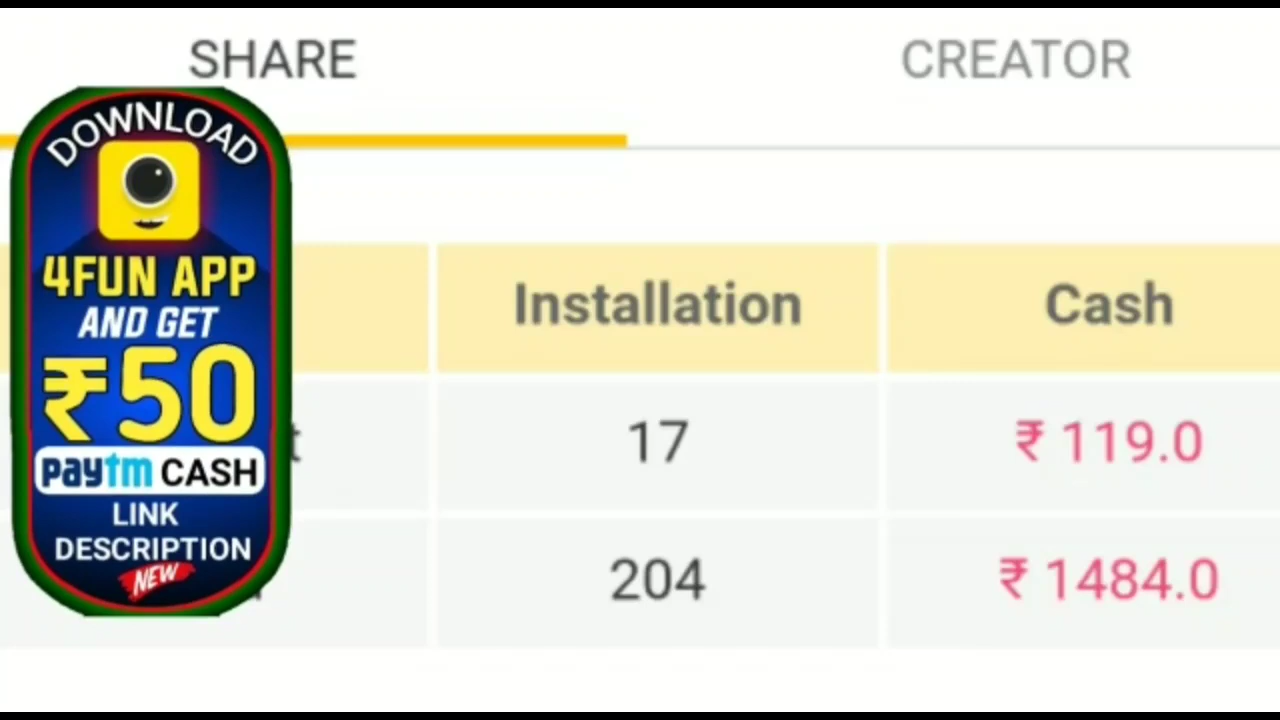 SHARE CREATOR
DOWNLOAD
4FUN APP
AND GET
₹50
paytm CASH
LINK
DESCRIPTION
NEW
Installation Cash
17 ₹ 119.0
204 ₹ 1484.0